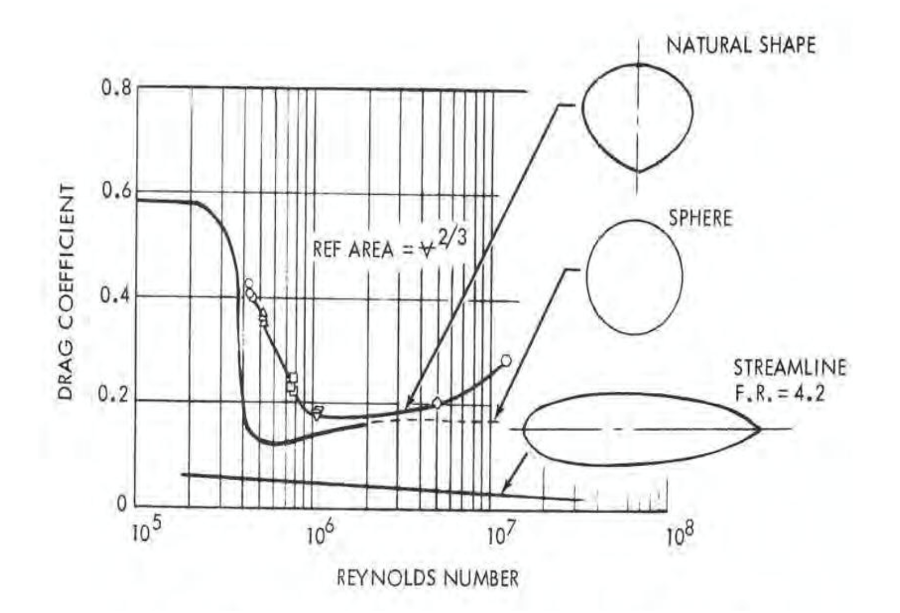 NATURAL SHAPE
0.8
0.6
SPHERE
REF AREA = V^2/3
DRAG COEFFICIENT
0.4
STREAMLINE
F.R. = 4.2
0.2
0
10^5
10^6
10^7
10^8
REYNOLDS NUMBER